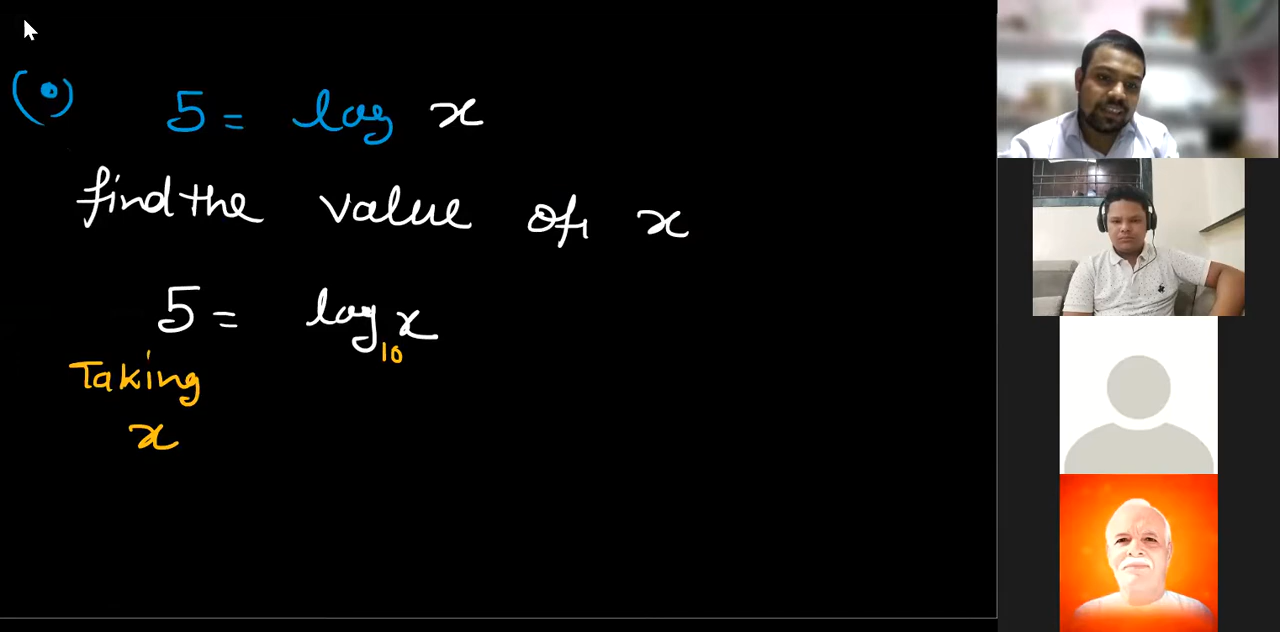 (•) 5 = log x
find the value of x
5 = log₁₀ x
Taking
x